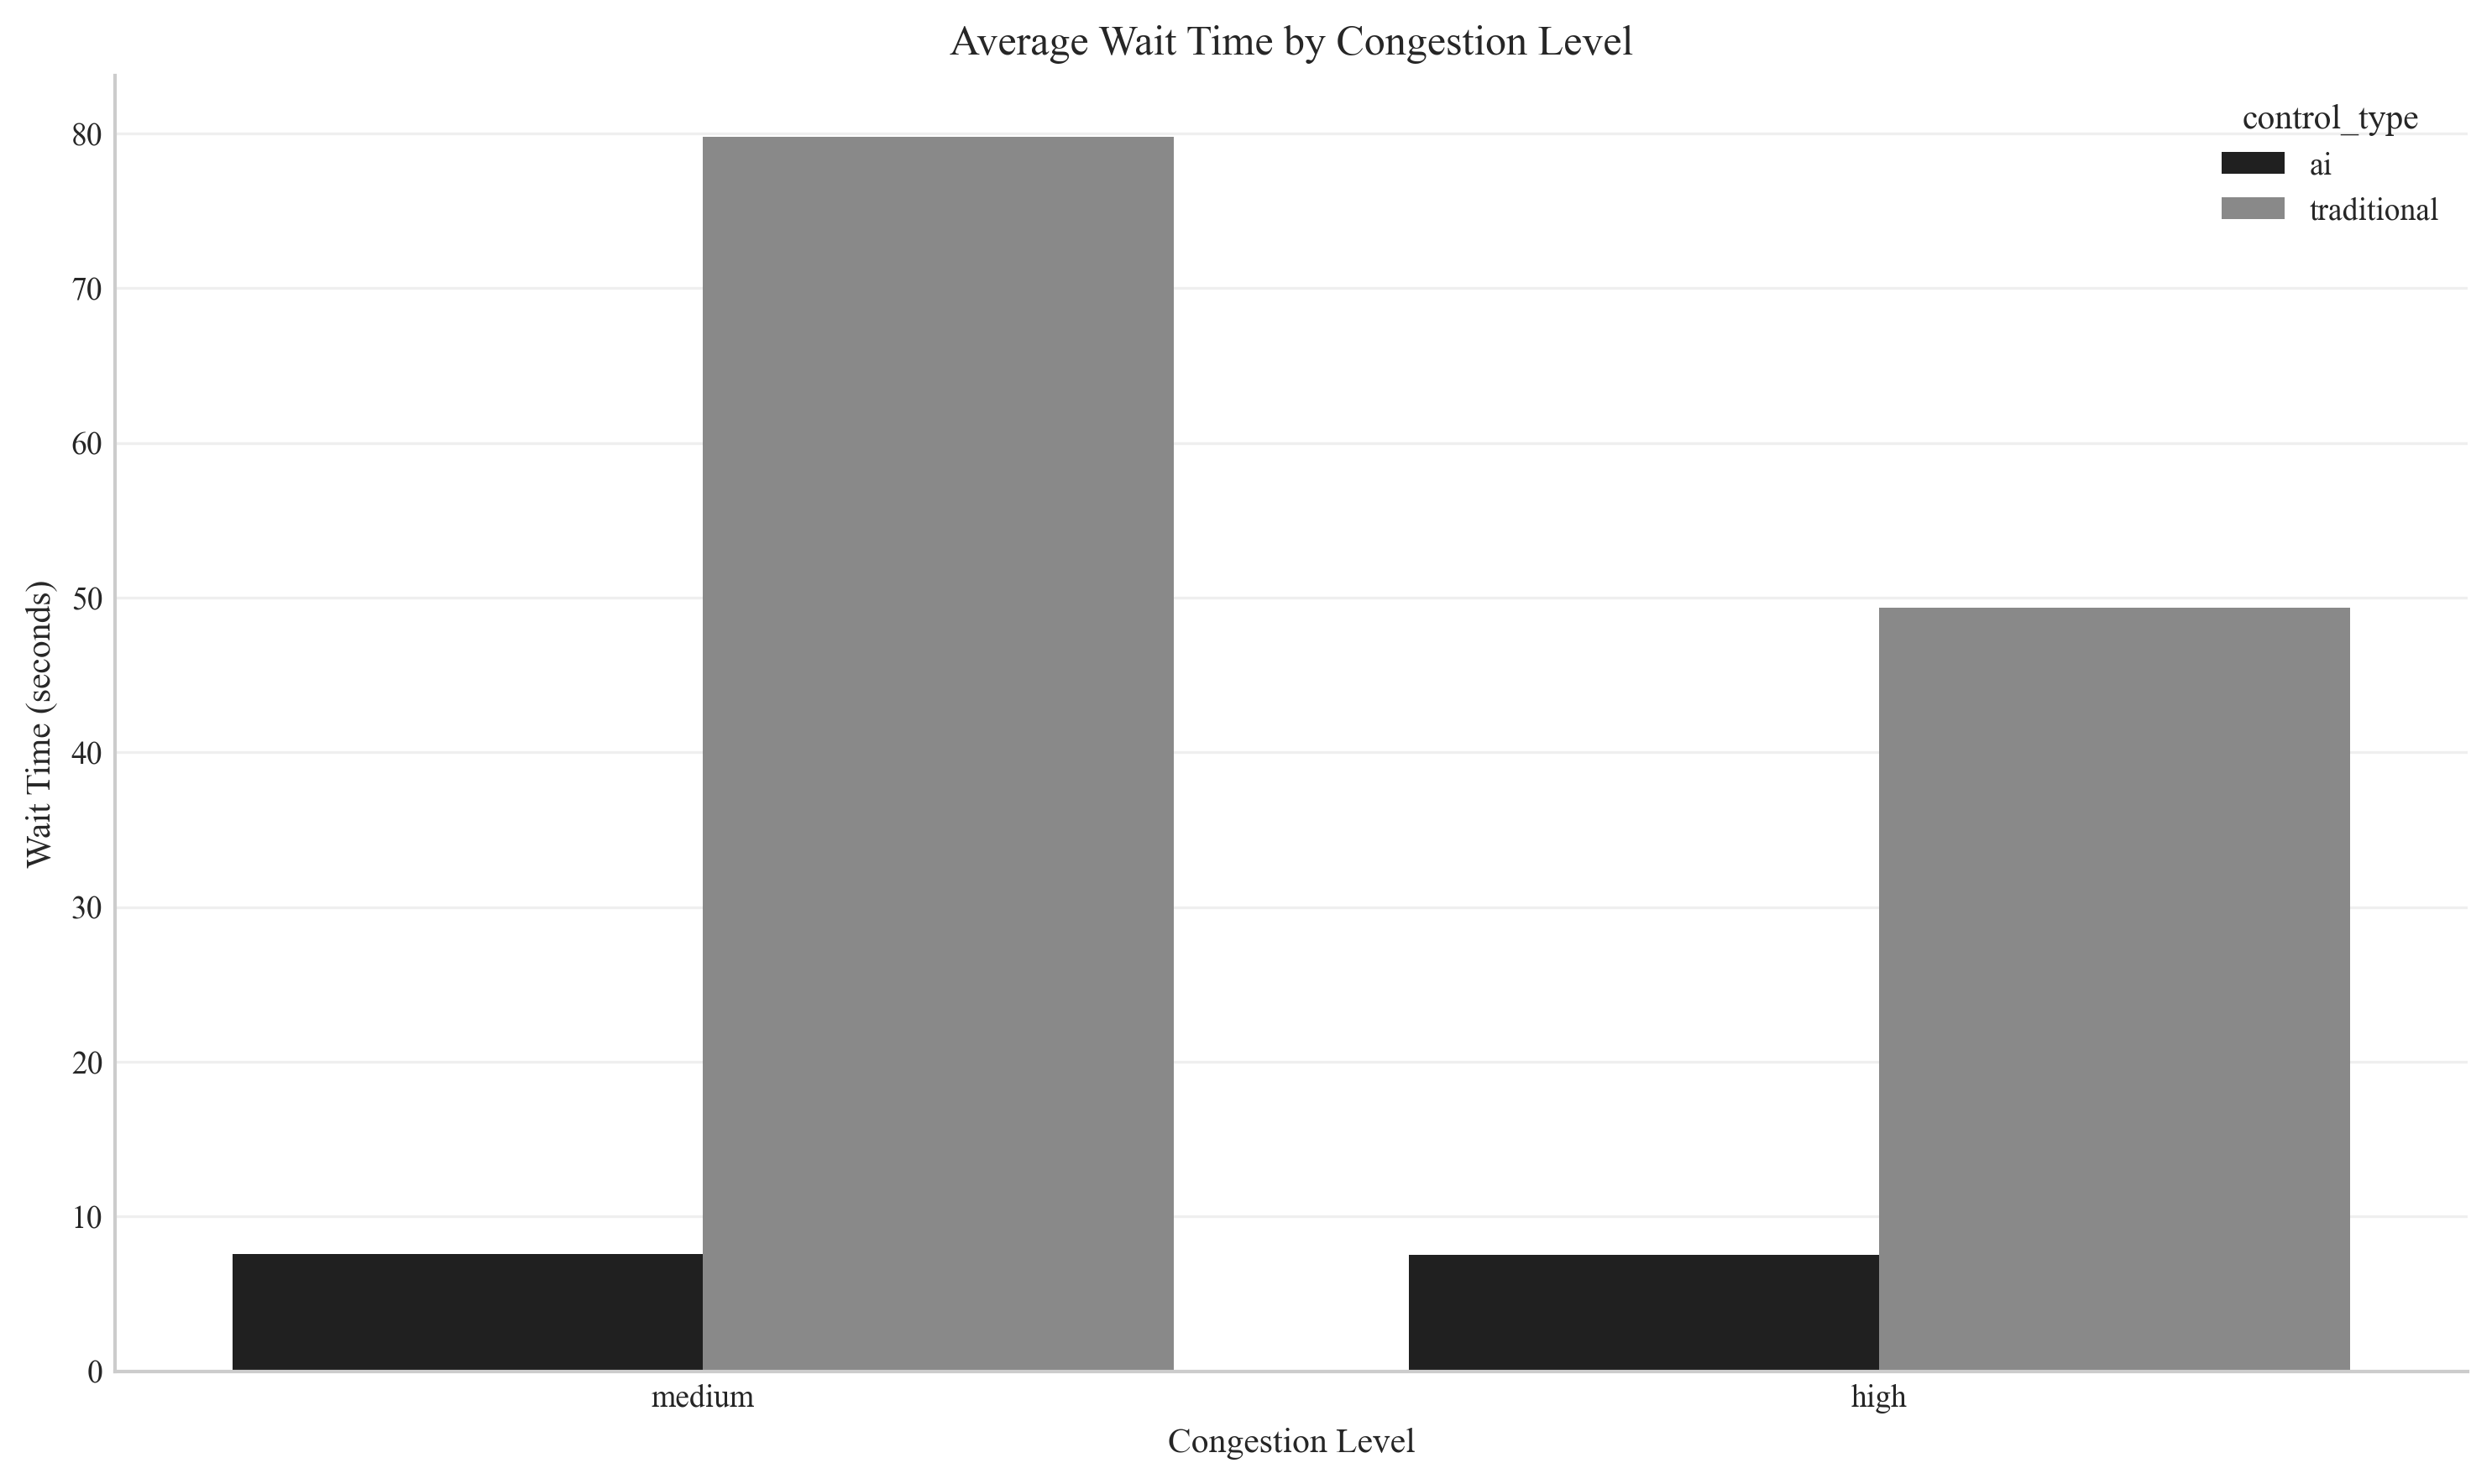 Average Wait Time by Congestion Level
control_type
ai
traditional
Wait Time (seconds)
80
70
60
50
40
30
20
10
0
medium
high
Congestion Level